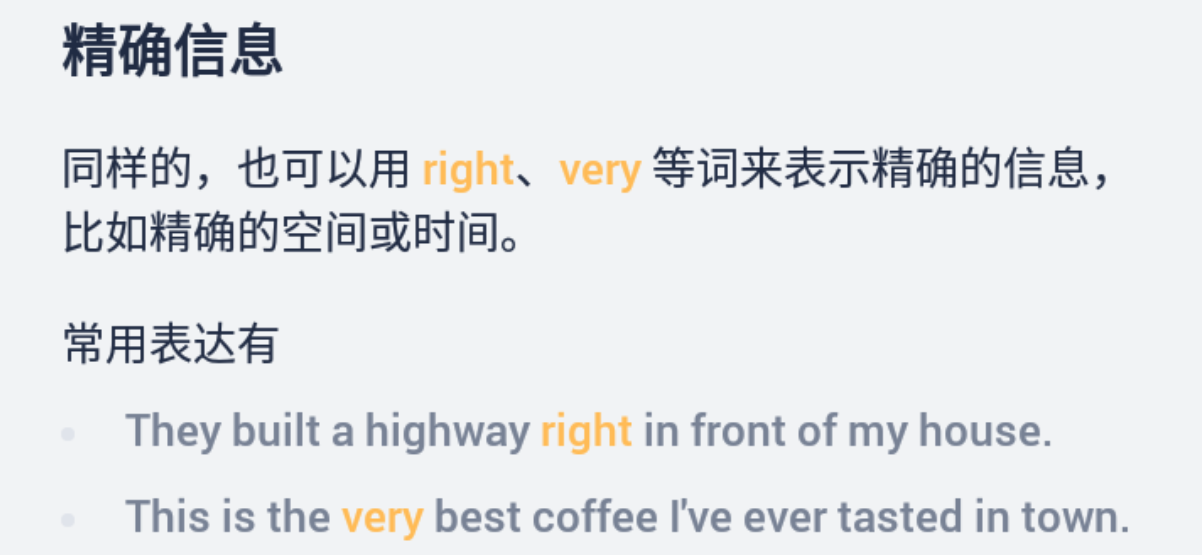 精确信息
同样的，也可以用 right、very 等词来表示精确的信息，
比如精确的空间或时间。
常用表达有
They built a highway right in front of my house.
This is the very best coffee I've ever tasted in town.